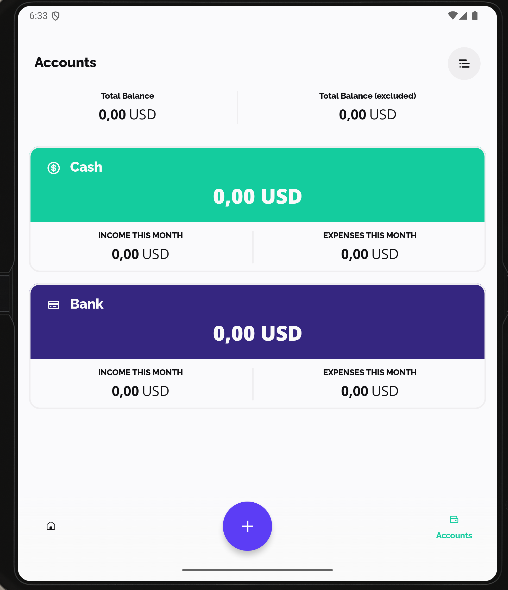 6:33
Accounts
Total Balance
Total Balance (excluded)
0,00 USD
0,00 USD
Cash
0,00 USD
INCOME THIS MONTH
EXPENSES THIS MONTH
0,00 USD
0,00 USD
Bank
0,00 USD
INCOME THIS MONTH
EXPENSES THIS MONTH
0,00 USD
0,00 USD
Accounts